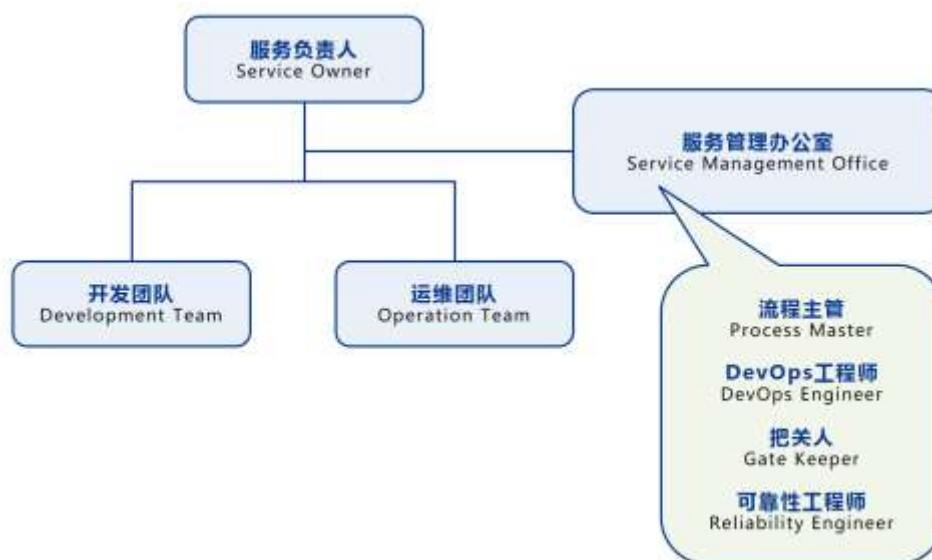 服务负责人
Service Owner
服务管理办公室
Service Management Office
开发团队
Development Team
运维团队
Operation Team
流程主管
Process Master
DevOps工程师
DevOps Engineer
把关人
Gate Keeper
可靠性工程师
Reliability Engineer